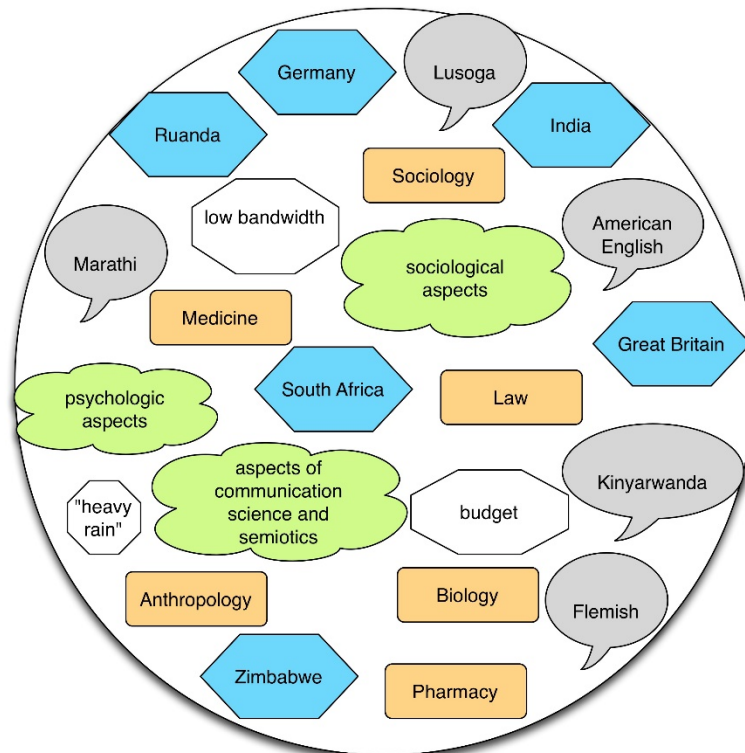 Germany
Lusoga
Ruanda
India
Sociology
low bandwidth
American
English
Marathi
sociological
aspects
Medicine
Great Britain
South Africa
Law
psychologic
aspects
aspects of
communication
science and
semiotics
Kinyarwanda
"heavy
rain"
budget
Anthropology
Biology
Flemish
Zimbabwe
Pharmacy